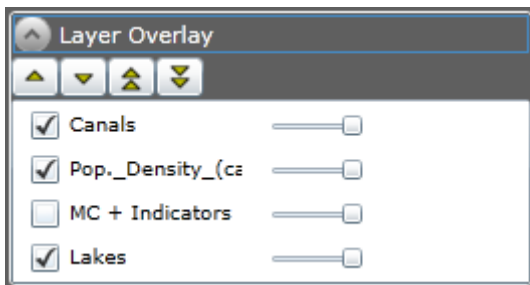 Layer Overlay
Canals
Pop._Density_(ca
MC + Indicators
Lakes